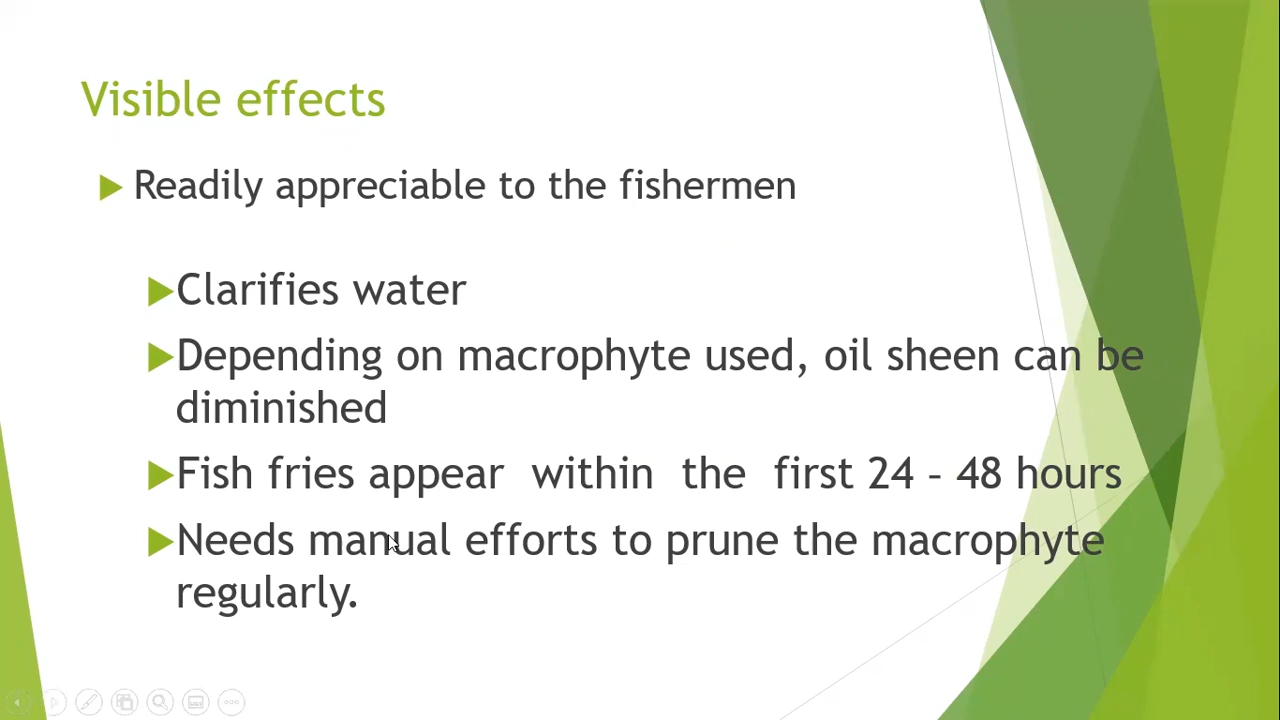 Visible effects
Readily appreciable to the fishermen
Clarifies water
Depending on macrophyte used, oil sheen can be
diminished
Fish fries appear within the first 24 – 48 hours
Needs manual efforts to prune the macrophyte
regularly.